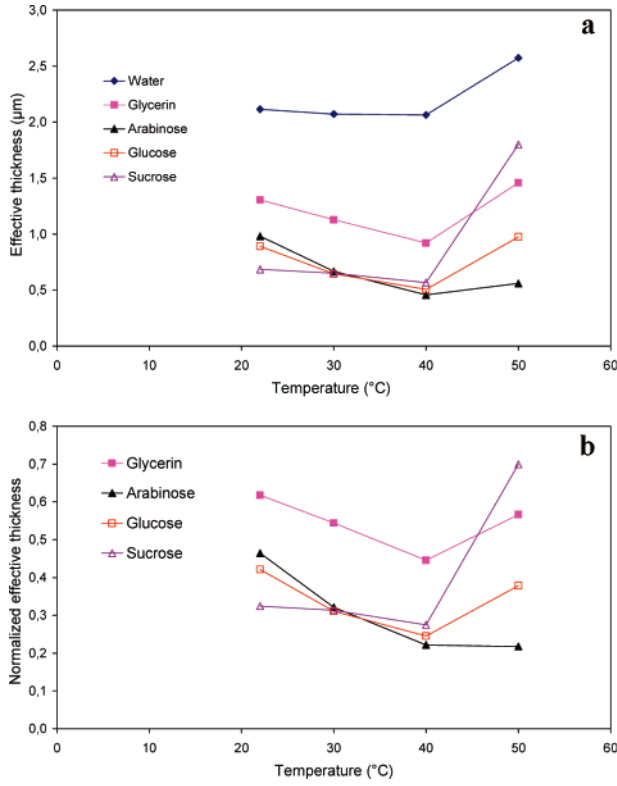 a
3,0
2,5
2,0
1,5
1,0
0,5
0,0
Effective thickness (μm)
Water
Glycerin
Arabinose
Glucose
Sucrose
0 10 20 30 40 50 60
Temperature (°C)
b
0,8
0,7
0,6
0,5
0,4
0,3
0,2
0,1
0,0
Normalized effective thickness
Glycerin
Arabinose
Glucose
Sucrose
0 10 20 30 40 50 60
Temperature (°C)